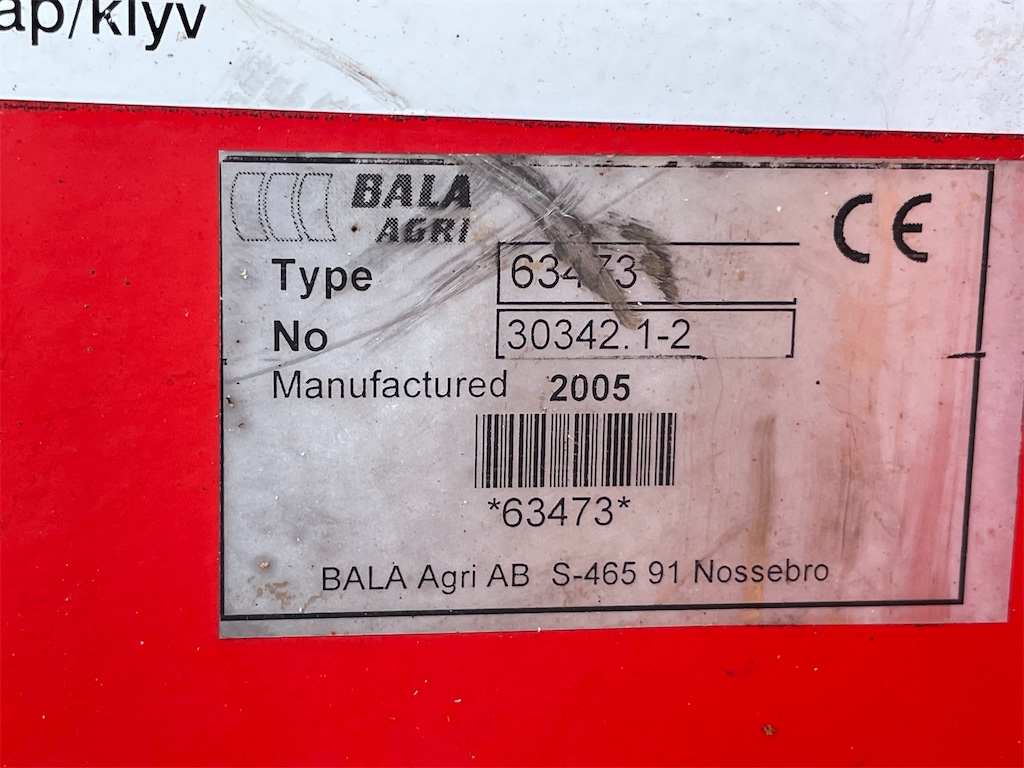 ap/klyv
BALA
AGRI
CE
Type 63473
No 30342.1-2
Manufactured 2005
*63473*
BALA Agri AB S-465 91 Nossebro